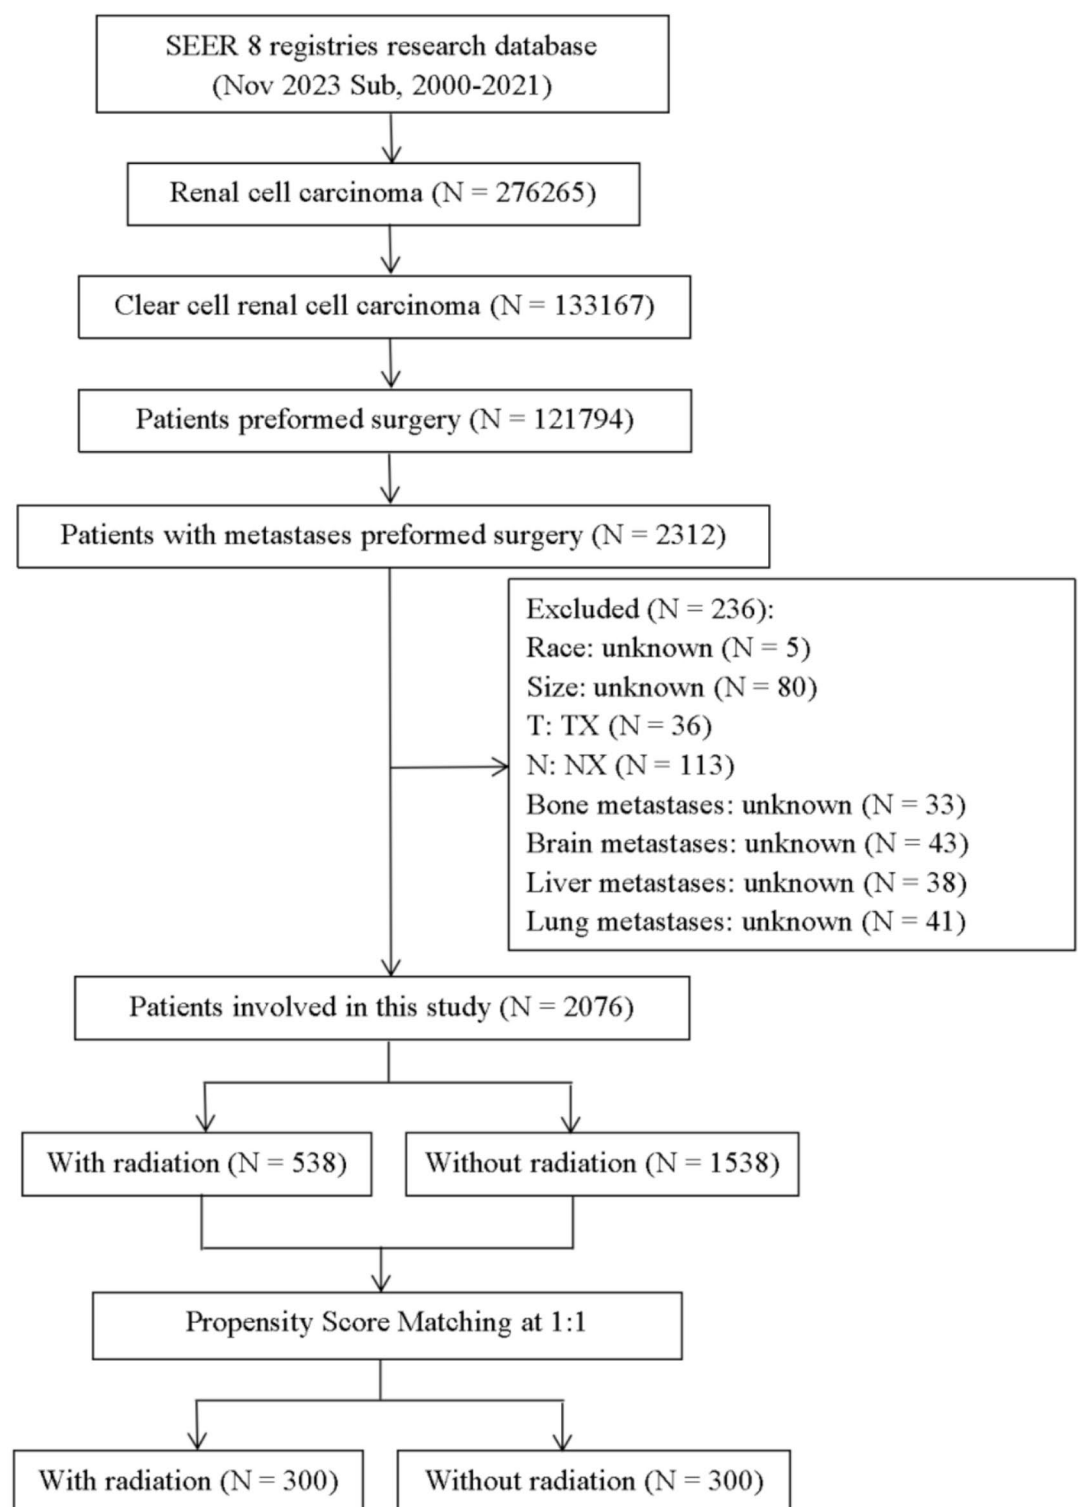 SEER 8 registries research database
(Nov 2023 Sub, 2000-2021)
Renal cell carcinoma (N = 276265)
Clear cell renal cell carcinoma (N = 133167)
Patients preformed surgery (N = 121794)
Patients with metastases preformed surgery (N = 2312)
Excluded (N = 236):
Race: unknown (N = 5)
Size: unknown (N = 80)
T: TX (N = 36)
N: NX (N = 113)
Bone metastases: unknown (N = 33)
Brain metastases: unknown (N = 43)
Liver metastases: unknown (N = 38)
Lung metastases: unknown (N = 41)
Patients involved in this study (N = 2076)
With radiation (N = 538)
Without radiation (N = 1538)
Propensity Score Matching at 1:1
With radiation (N = 300)
Without radiation (N = 300)